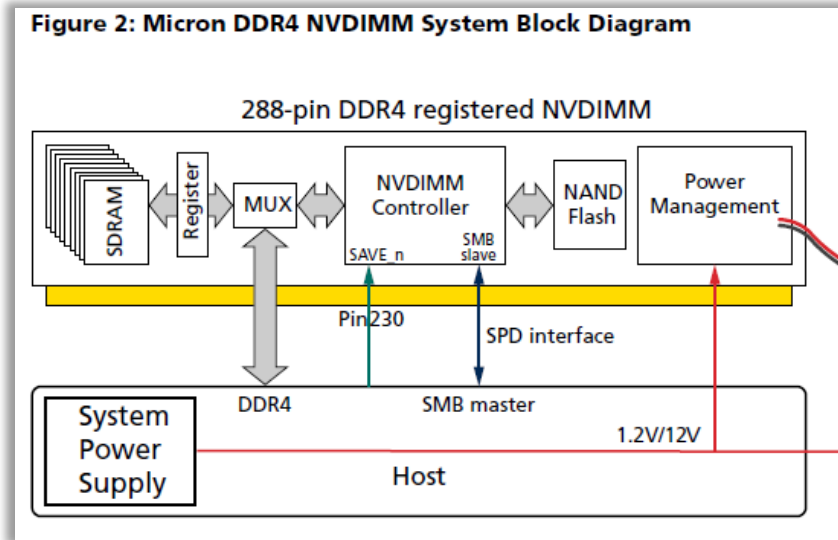 Figure 2: Micron DDR4 NVDIMM System Block Diagram
288-pin DDR4 registered NVDIMM
SDRAM
Register
MUX
NVDIMM
Controller
SAVE_n
SMB
slave
NAND
Flash
Power
Management
Pin230
SPD interface
DDR4
SMB master
System
Power
Supply
1.2V/12V
Host